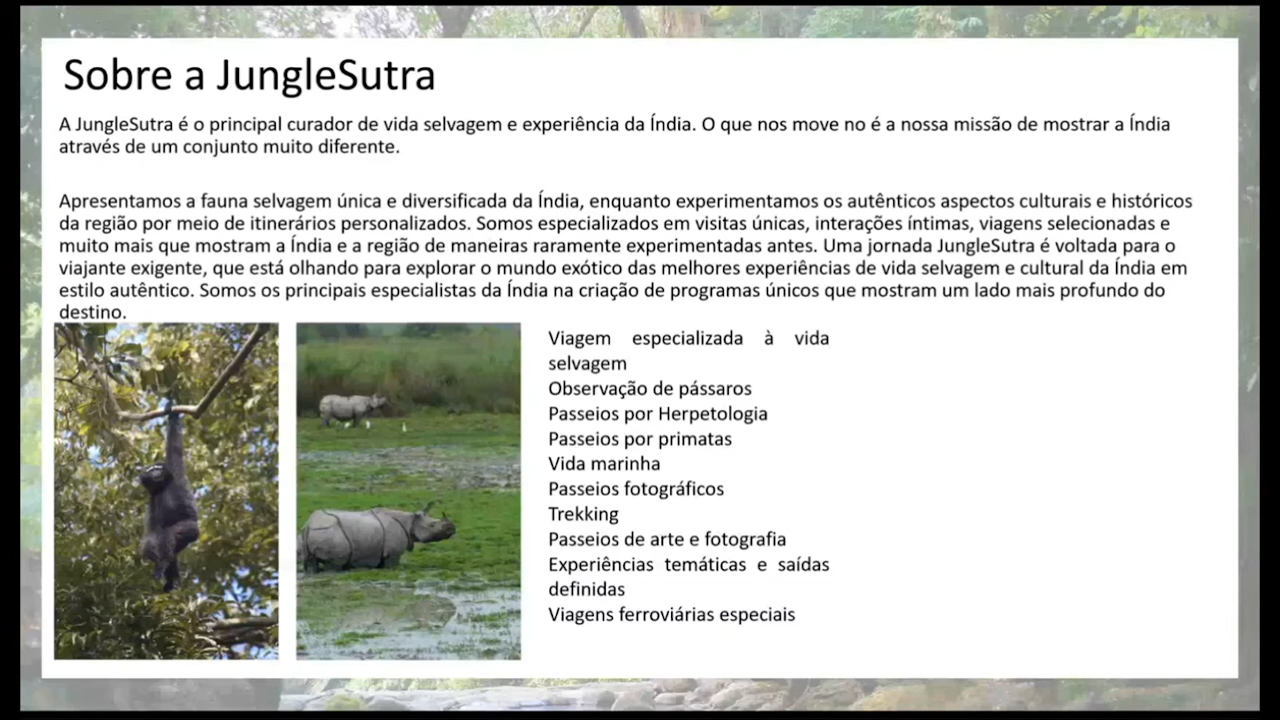 Sobre a JungleSutra
A JungleSutra é o principal curador de vida selvagem e experiência da Índia. O que nos move no é a nossa missão de mostrar a Índia
através de um conjunto muito diferente.
Apresentamos a fauna selvagem única e diversificada da Índia, enquanto experimentamos os autênticos aspectos culturais e históricos
da região por meio de itinerários personalizados. Somos especializados em visitas únicas, interações íntimas, viagens selecionadas e
muito mais que mostram a Índia e a região de maneiras raramente experimentadas antes. Uma jornada JungleSutra é voltada para o
viajante exigente, que está olhando para explorar o mundo exótico das melhores experiências de vida selvagem e cultural da Índia em
estilo autêntico. Somos os principais especialistas da Índia na criação de programas únicos que mostram um lado mais profundo do
destino.
Viagem especializada à vida
selvagem
Observação de pássaros
Passeios por Herpetologia
Passeios por primatas
Vida marinha
Passeios fotográficos
Trekking
Passeios de arte e fotografia
Experiências temáticas e saídas
definidas
Viagens ferroviárias especiais